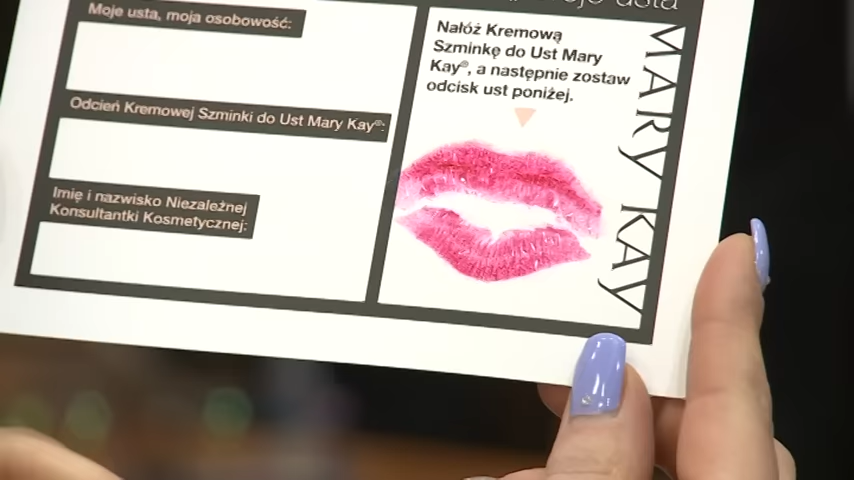 usta
Moje usta, moja osobowość:
Odcień Kremowej Szminki do Ust Mary Kay®:
Imię i nazwisko Niezależnej
Konsultantki Kosmetycznej:
Nałóż Kremową
Szminkę do Ust Mary
Kay®, a następnie zostaw
odcisk ust poniżej.
MARY KAY